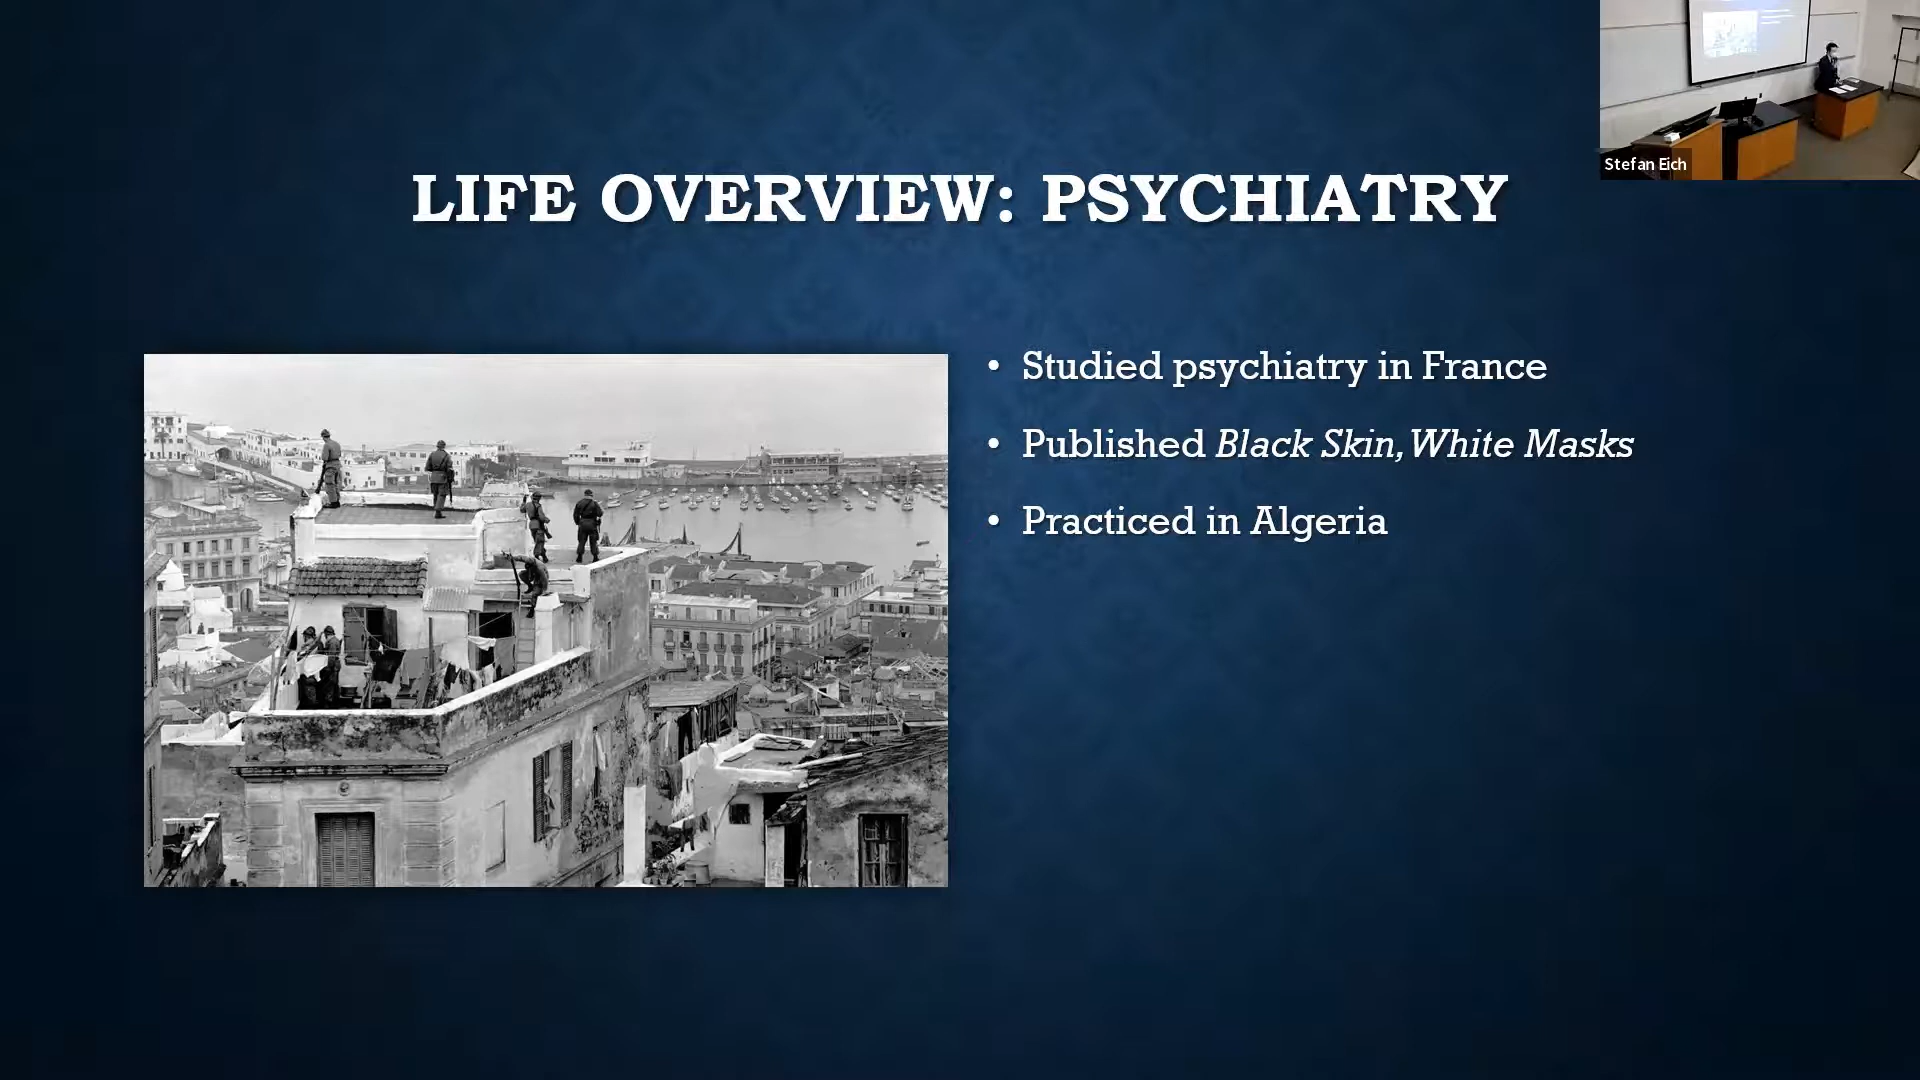 LIFE OVERVIEW: PSYCHIATRY
Stefan Eich
• Studied psychiatry in France
• Published Black Skin, White Masks
• Practiced in Algeria